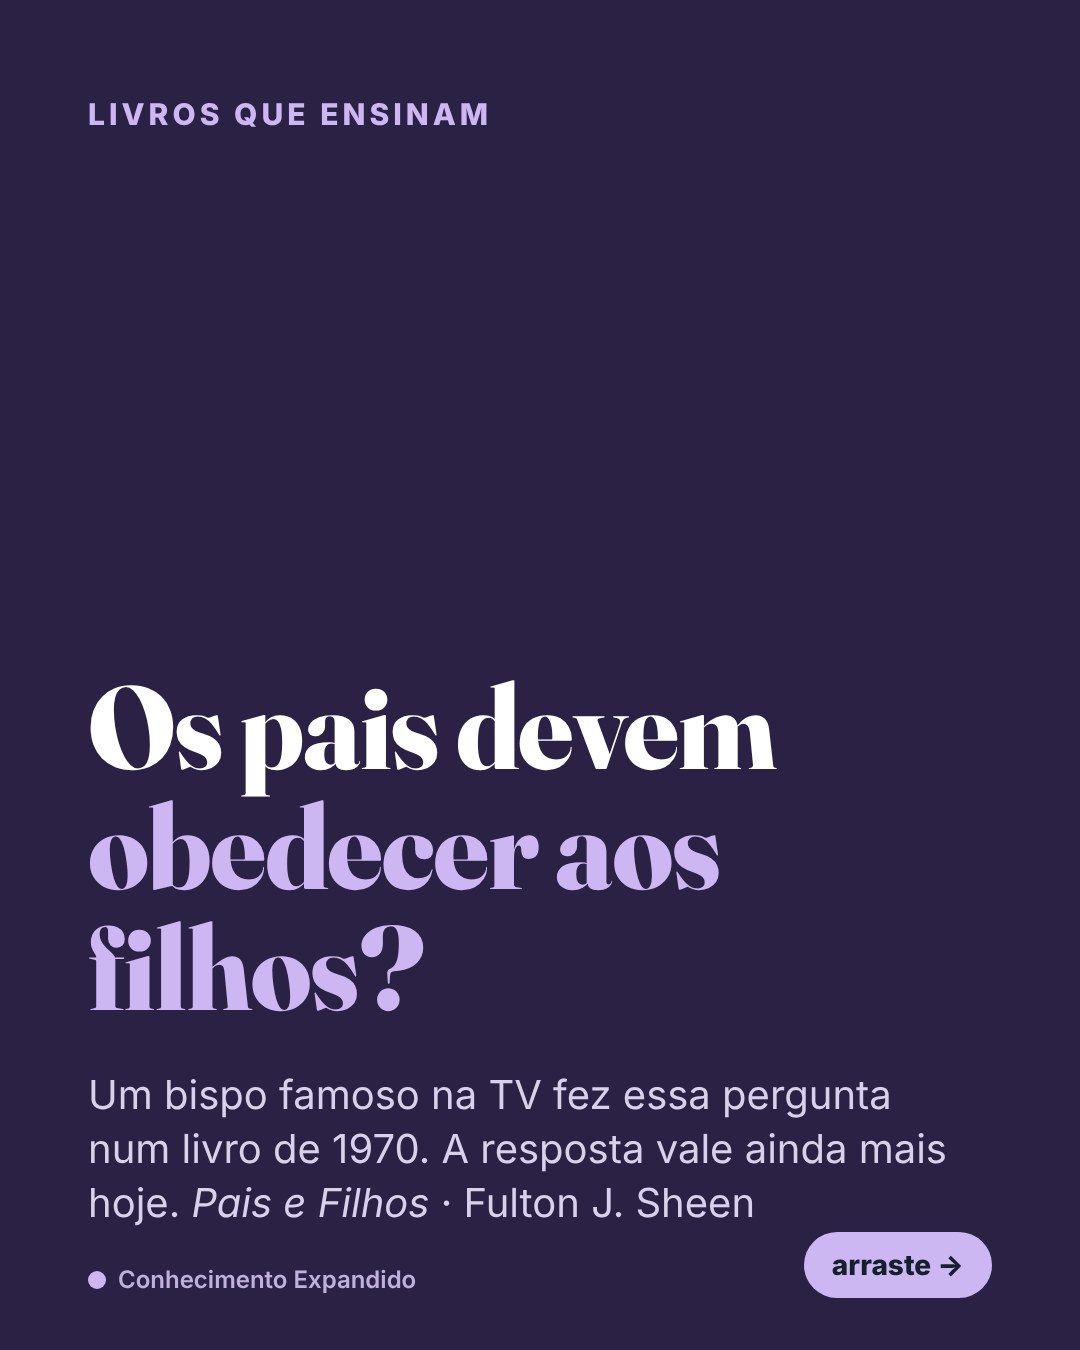 LIVROS QUE ENSINAM
Os pais devem
obedecer aos
filhos?
Um bispo famoso na TV fez essa pergunta
num livro de 1970. A resposta vale ainda mais
hoje. Pais e Filhos · Fulton J. Sheen
arraste →
Conhecimento Expandido